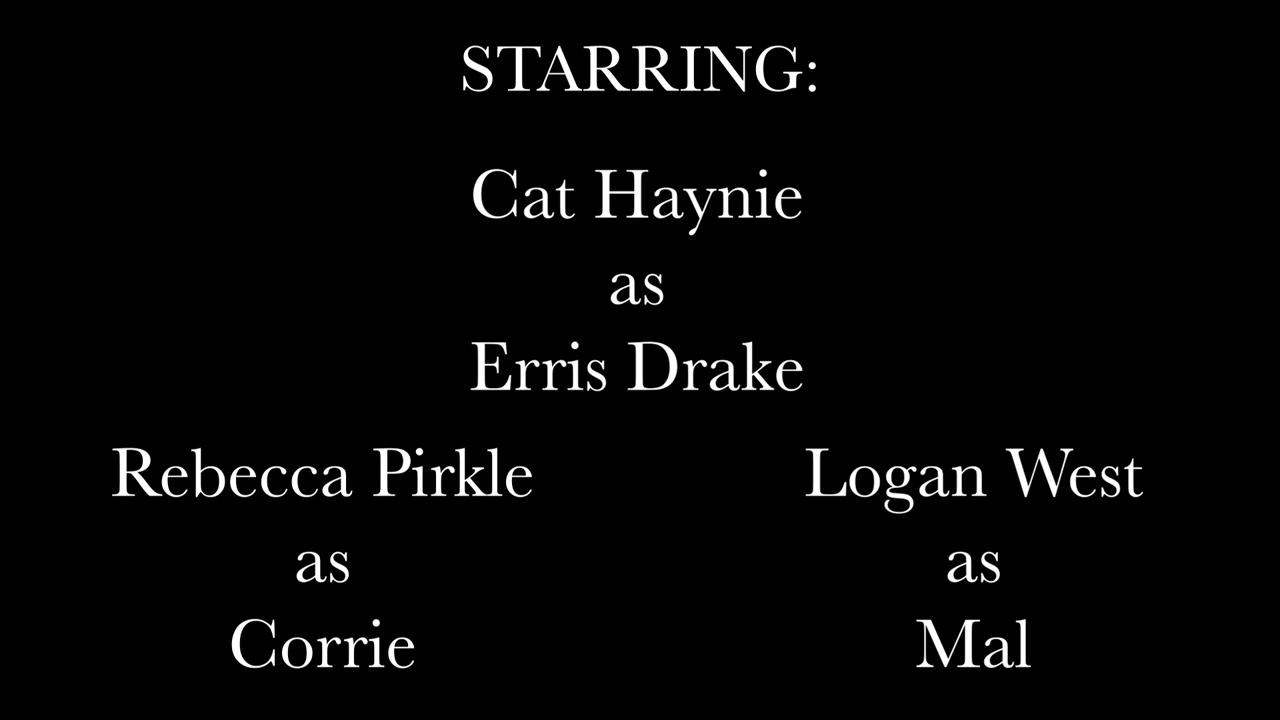 STARRING:
Cat Haynie
as
Erris Drake
Rebecca Pirkle
as
Corrie
Logan West
as
Mal